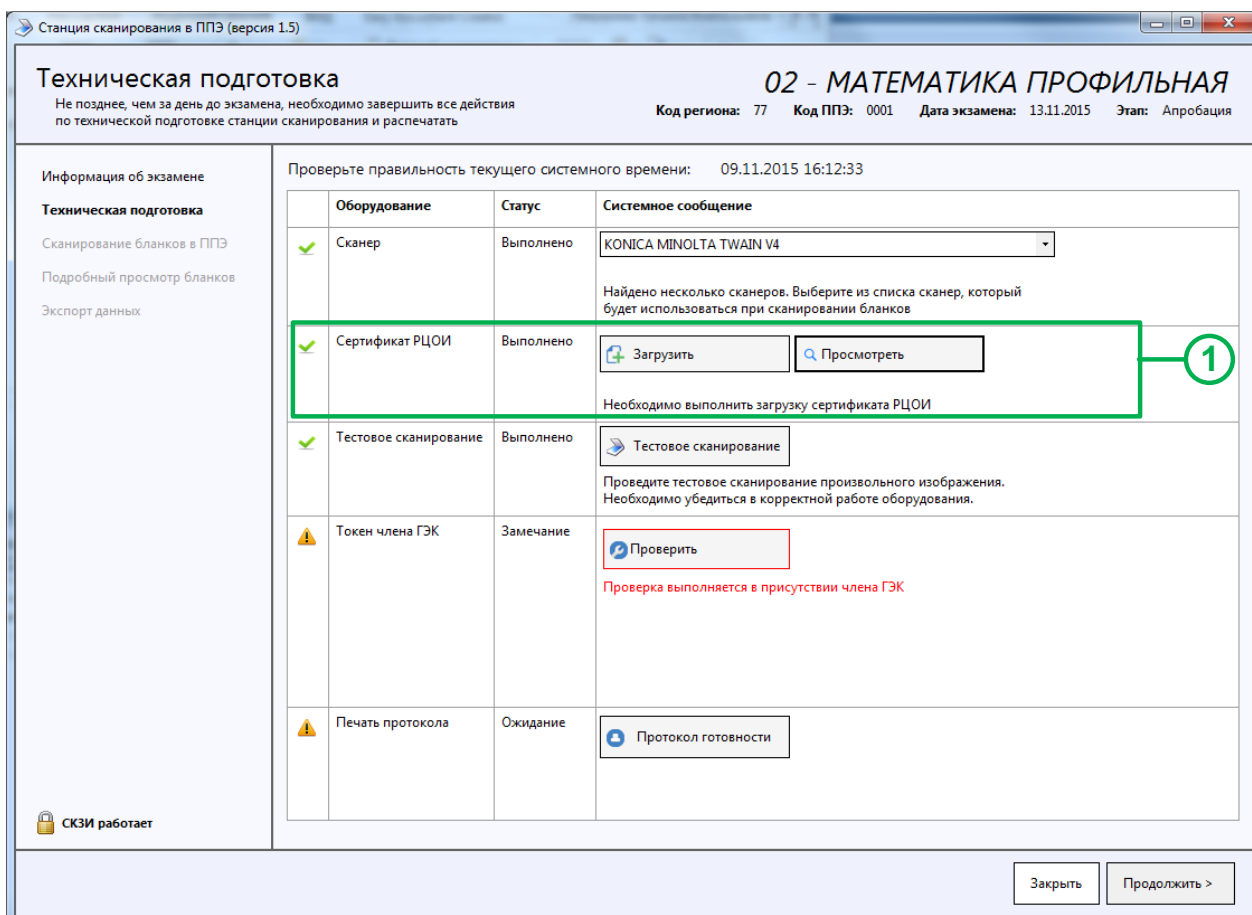 Станция сканирования в ППЭ (версия 1.5)
Техническая подготовка
Не позднее, чем за день до экзамена, необходимо завершить все действия
по технической подготовке станции сканирования и распечатать
02 - МАТЕМАТИКА ПРОФИЛЬНАЯ
Код региона: 77 Код ППЭ: 0001 Дата экзамена: 13.11.2015 Этап: Апробация
Информация об экзамене
Техническая подготовка
Сканирование бланков в ППЭ
Подробный просмотр бланков
Экспорт данных
СКЗИ работает
Проверьте правильность текущего системного времени: 09.11.2015 16:12:33
Оборудование Статус Системное сообщение
Сканер Выполнено KONICA MINOLTA TWAIN V4
Найдено несколько сканеров. Выберите из списка сканер, который
будет использоваться при сканировании бланков
Сертификат РЦОИ Выполнено Загрузить Просмотреть
Необходимо выполнить загрузку сертификата РЦОИ
1
Тестовое сканирование Выполнено Тестовое сканирование
Проведите тестовое сканирование произвольного изображения.
Необходимо убедиться в корректной работе оборудования.
Токен члена ГЭК Замечание Проверить
Проверка выполняется в присутствии члена ГЭК
Печать протокола Ожидание Протокол готовности
Закрыть Продолжить >